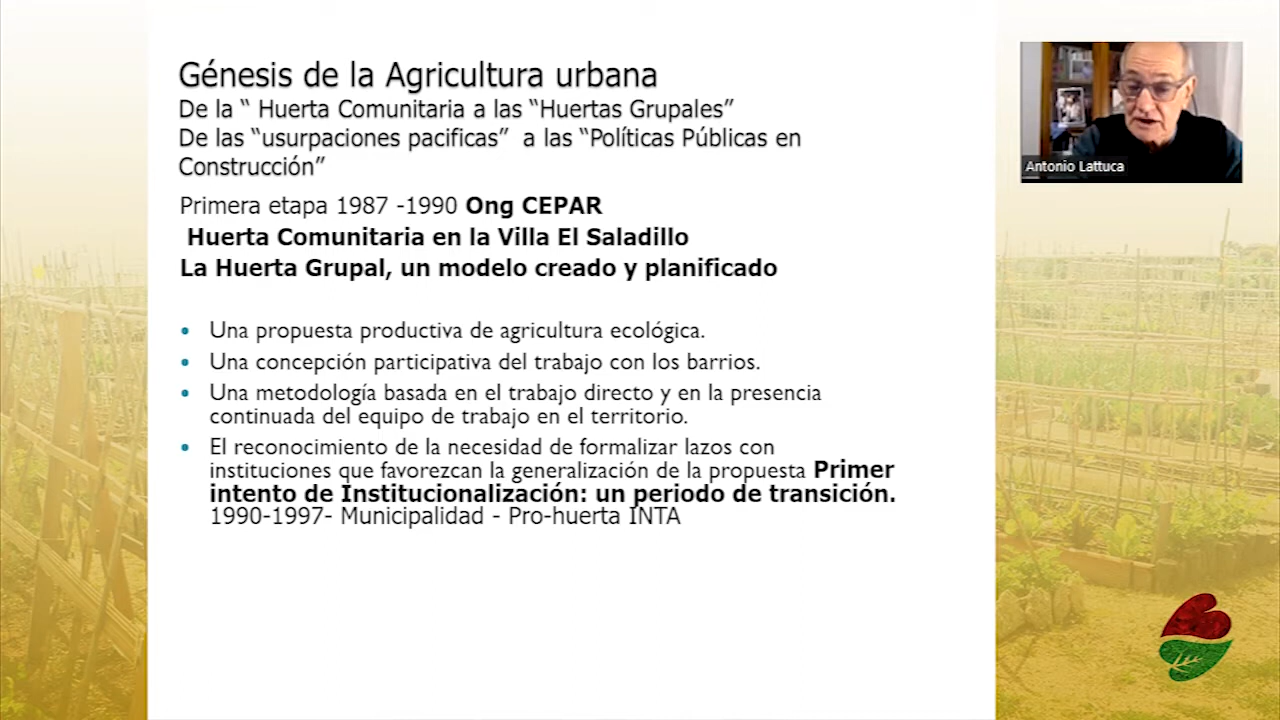 Génesis de la Agricultura urbana
De la “ Huerta Comunitaria a las “Huertas Grupales”
De las “usurpaciones pacificas”  a las “Políticas Públicas en
Construcción”
Primera etapa 1987 -1990 Ong CEPAR
Huerta Comunitaria en la Villa El Saladillo
La Huerta Grupal, un modelo creado y planificado
• Una propuesta productiva de agricultura ecológica.
• Una concepción participativa del trabajo con los barrios.
• Una metodología basada en el trabajo directo y en la presencia
continuada del equipo de trabajo en el territorio.
• El reconocimiento de la necesidad de formalizar lazos con
instituciones que favorezcan la generalización de la propuesta Primer
intento de Institucionalización: un periodo de transición.
1990-1997- Municipalidad - Pro-huerta INTA
Antonio Lattuca